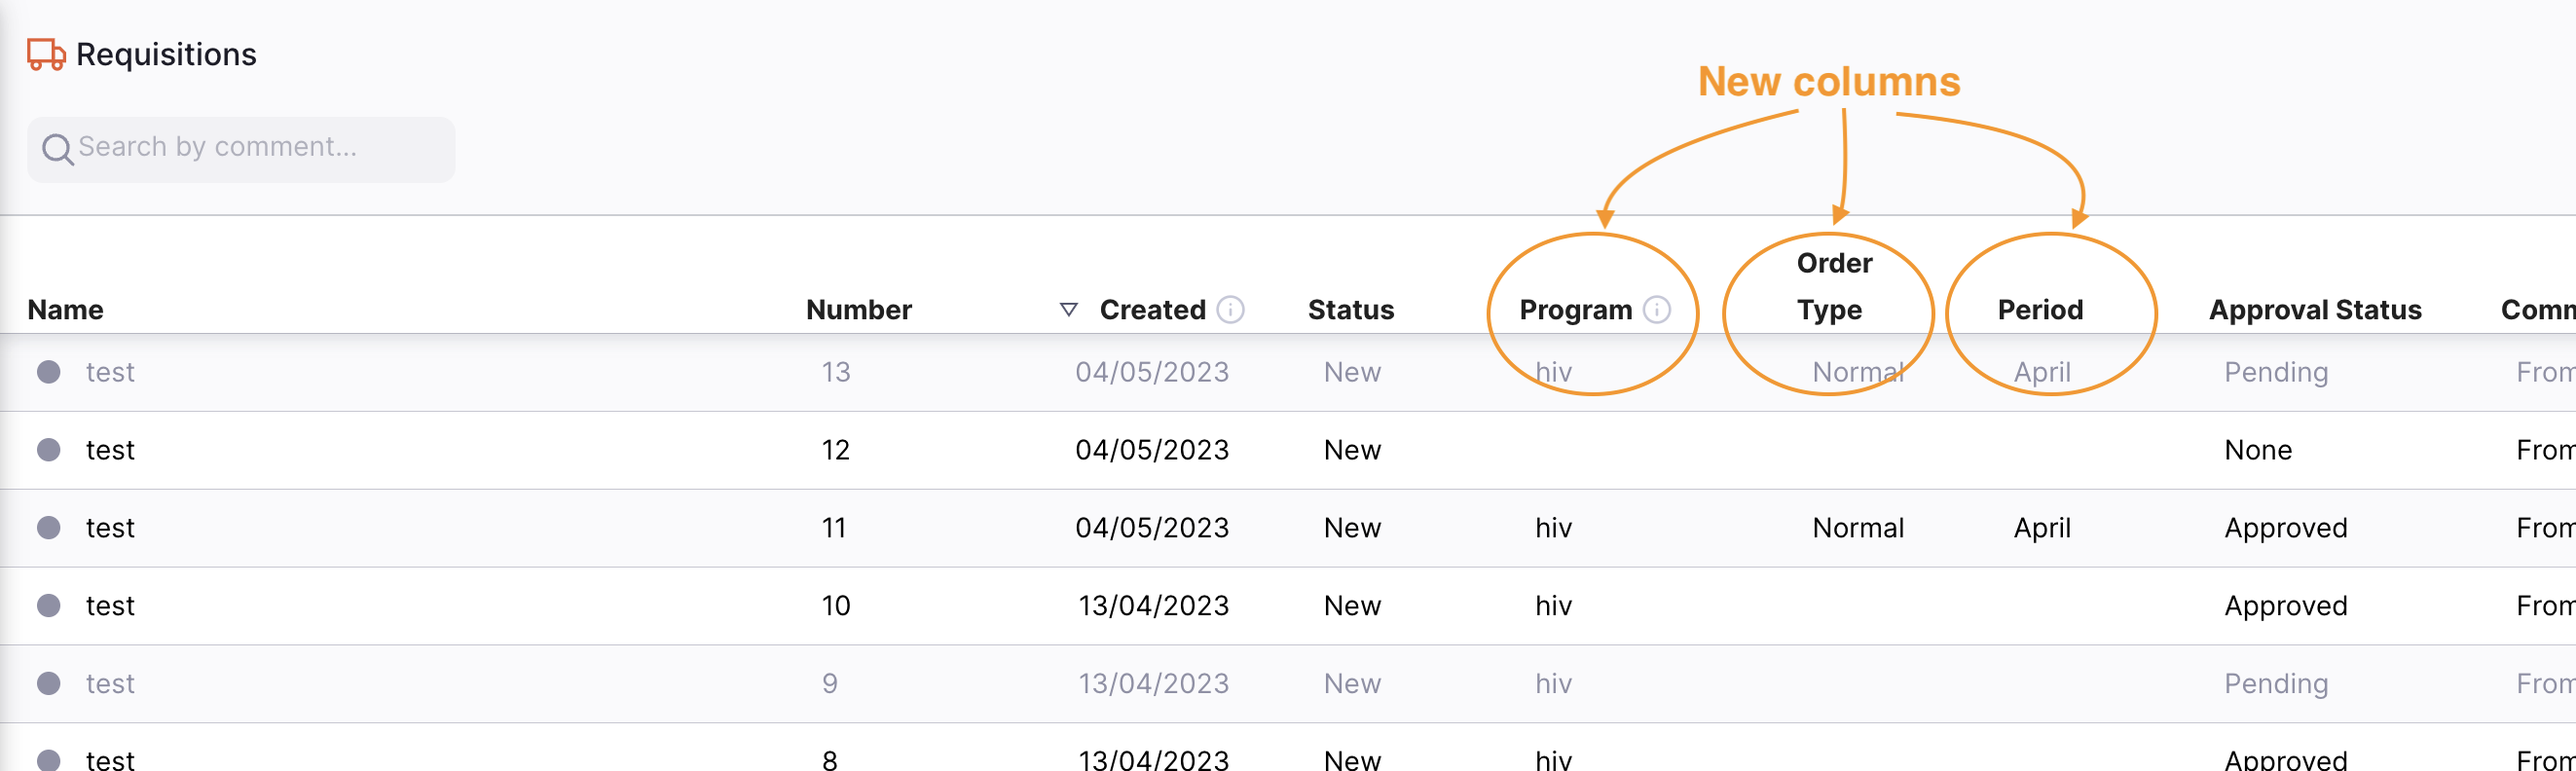 Requisitions
New columns
Search by comment...
Name Number Created Status Program Order Type Period Approval Status Comm
test 13 04/05/2023 New hiv Normal April Pending From
test 12 04/05/2023 New None From
test 11 04/05/2023 New hiv Normal April Approved From
test 10 13/04/2023 New hiv Approved From
test 9 13/04/2023 New hiv Pending From
test 8 13/04/2023 New hiv Approved From